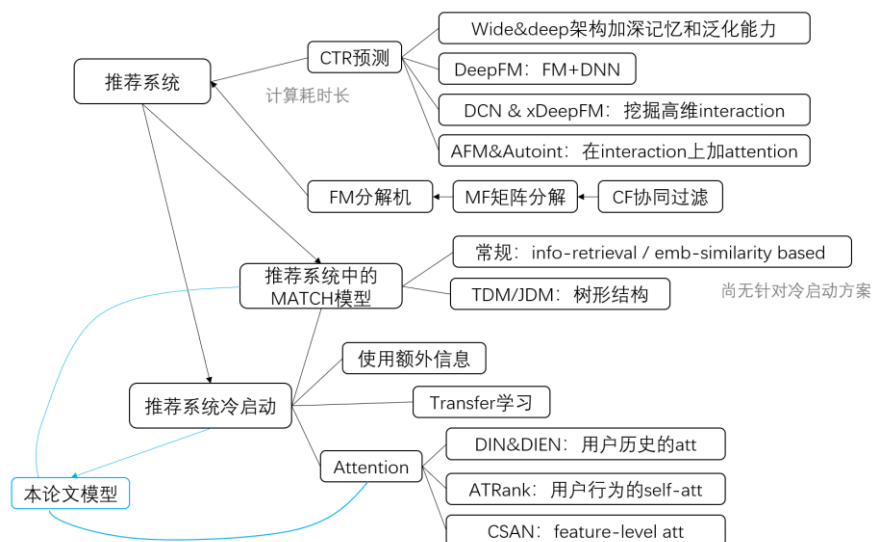 Wide&deep架构加深记忆和泛化能力
CTR预测
推荐系统
DeepFM：FM+DNN
计算耗时长
DCN & xDeepFM：挖掘高维interaction
AFM&Autoint：在interaction上加attention
FM分解机
MF矩阵分解
CF协同过滤
常规：info-retrieval / emb-similarity based
推荐系统中的
MATCH模型
TDM/JDM：树形结构
尚无针对冷启动方案
使用额外信息
推荐系统冷启动
Transfer学习
DIN&DIEN：用户历史的att
Attention
ATRank：用户行为的self-att
本论文模型
CSAN：feature-level att